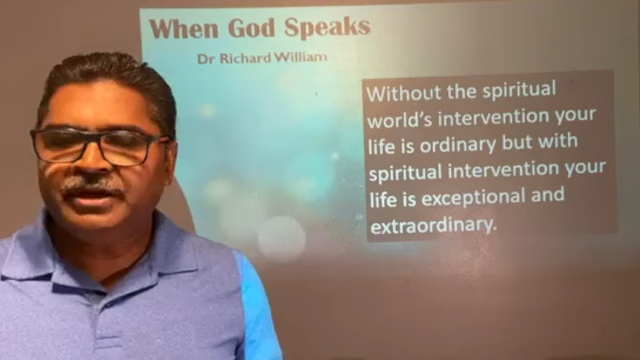 When God Speaks
Dr Richard William
Without the spiritual
world's intervention your
life is ordinary but with
spiritual intervention your
life is exceptional and
extraordinary.